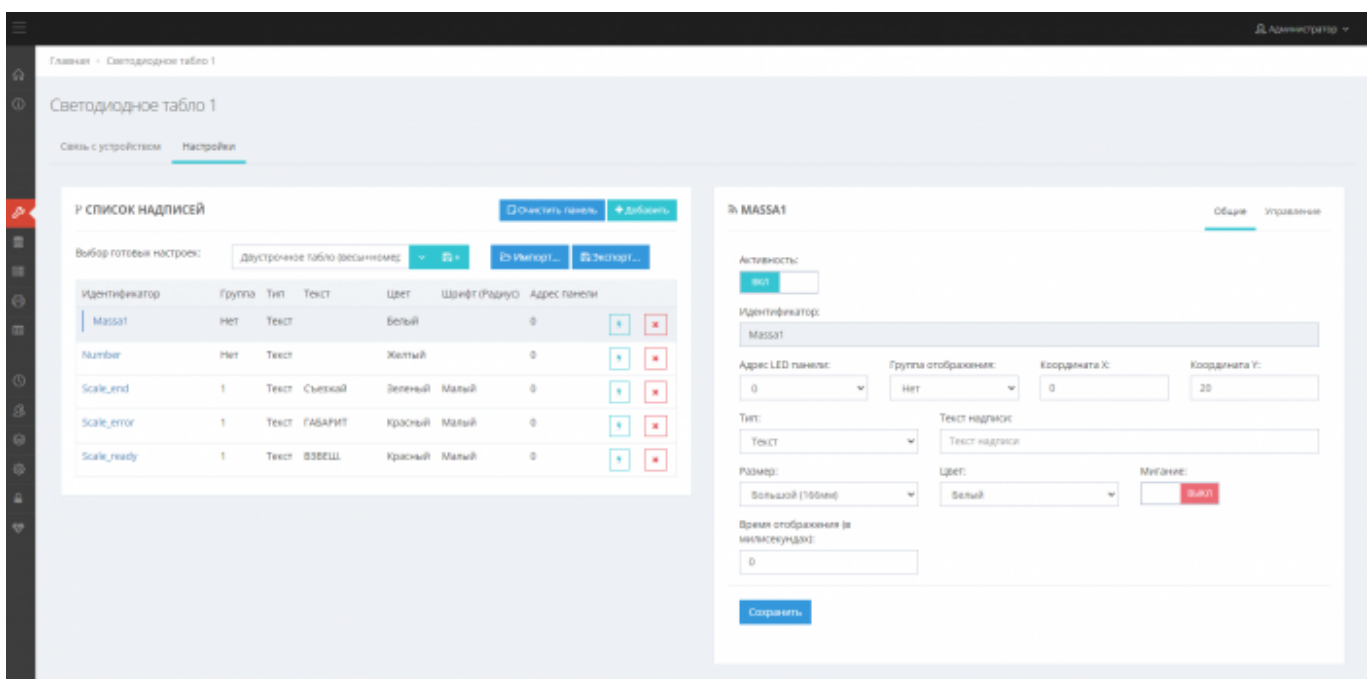 Администратор
Главная - Светодиодное табло 1
Светодиодное табло 1
Связь с устройством Настройки
СПИСОК НАДПИСЕЙ
Очистить панель + Добавить
Выбор готовых настроек: Двустрочное табло (весы+номер Импорт... Экспорт...
Идентификатор Группа Тип Текст Цвет Шрифт (Радиус) Адрес панели
Massa1 Нет Текст Белый 0
Number Нет Текст Желтый 0
Scale_end 1 Текст Съезжай Зеленый Малый 0
Scale_error 1 Текст ГАБАРИТ Красный Малый 0
Scale_ready 1 Текст ВЗВЕШ. Красный Малый 0
MASSA1
Общие Управление
Активность:
ВКЛ
Идентификатор:
Massa1
Адрес LED панели: Группа отображения: Координата X: Координата Y:
0 Нет 0 20
Тип: Текст надписи:
Текст Текст надписи
Размер: Цвет: Мигание:
Большой (166мм) Белый ВЫКЛ
Время отображения (в
милисекундах):
0
Сохранить